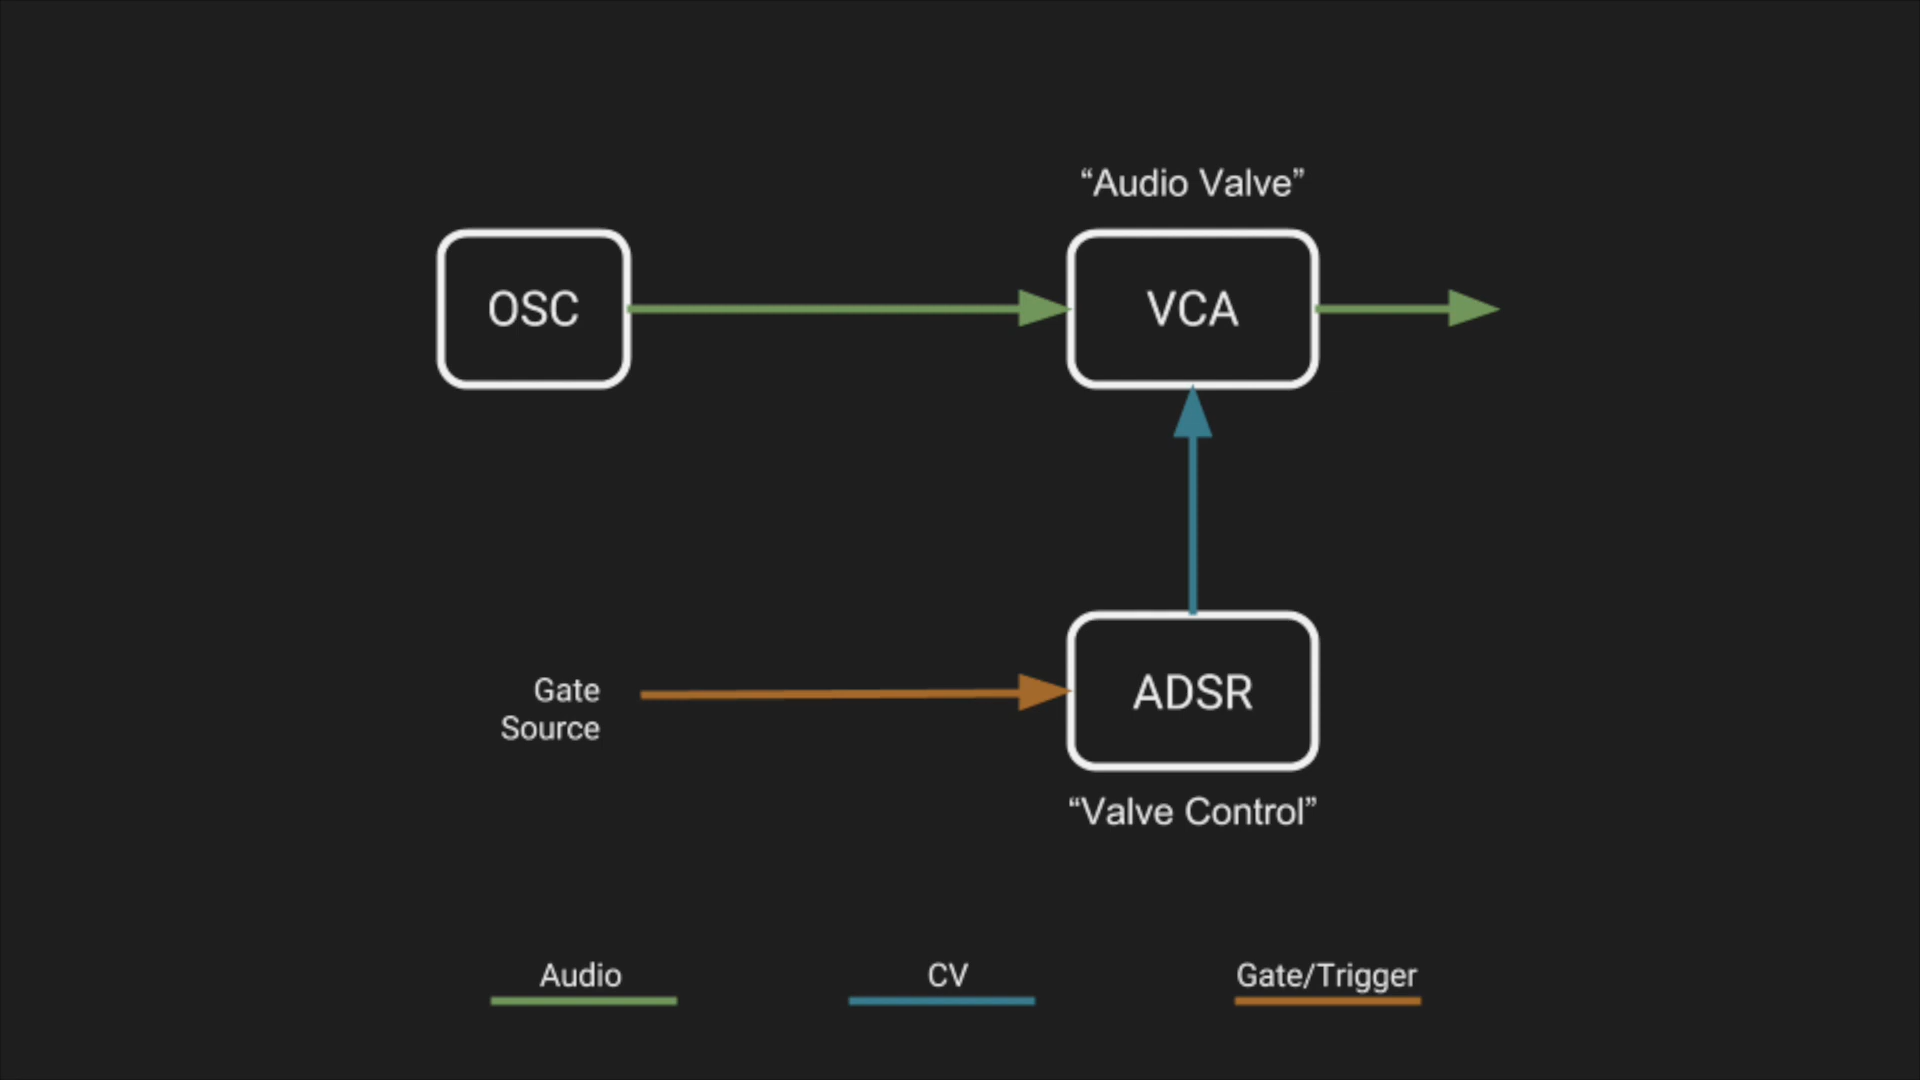 “Audio Valve”
OSC
VCA
Gate
Source
ADSR
“Valve Control”
Audio
CV
Gate/Trigger